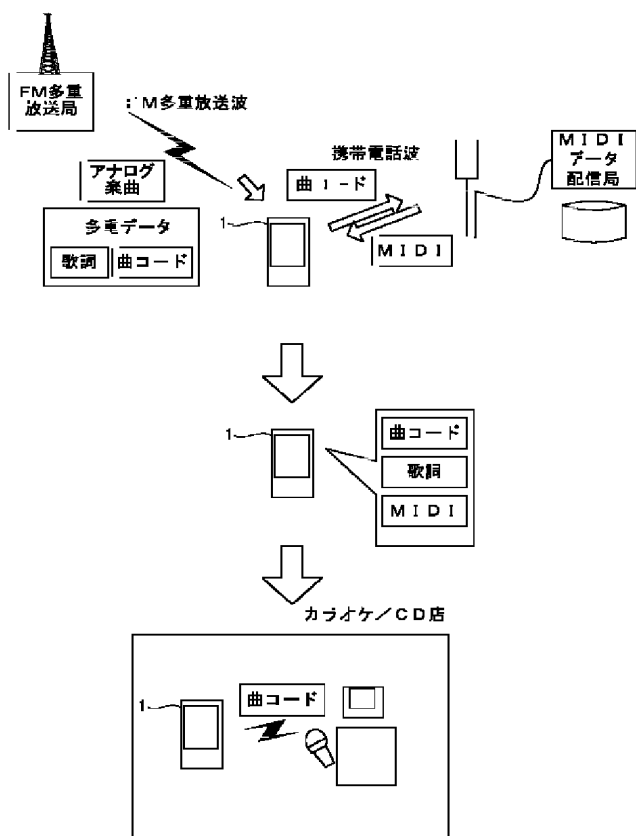 FM多重
放送局
FM多重放送波
アナログ
楽曲
多重データ
歌詞
曲コード
携帯電話波
曲コード
MIDI
MIDI
データ
配信局
1
1
曲コード
歌詞
MIDI
カラオケ/CD店
1
曲コード